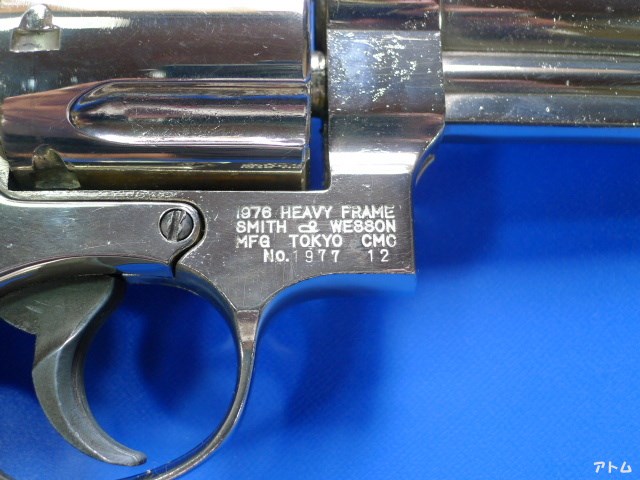 1976 HEAVY FRAME
SMITH & WESSON
MFG TOKYO CMC
No.1977 12
アトム